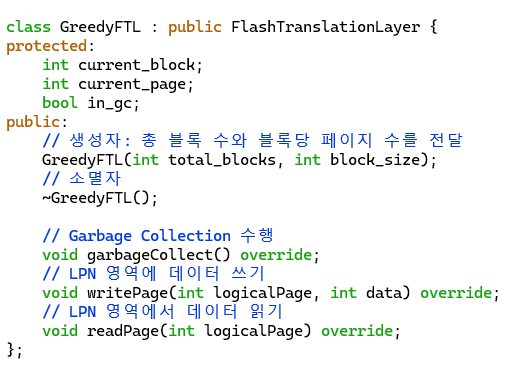 class GreedyFTL : public FlashTranslationLayer {
protected:
    int current_block;
    int current_page;
    bool in_gc;
public:
    // 생성자: 총 블록 수와 블록당 페이지 수를 전달
    GreedyFTL(int total_blocks, int block_size);
    // 소멸자
    ~GreedyFTL();

    // Garbage Collection 수행
    void garbageCollect() override;
    // LPN 영역에 데이터 쓰기
    void writePage(int logicalPage, int data) override;
    // LPN 영역에서 데이터 읽기
    void readPage(int logicalPage) override;
};